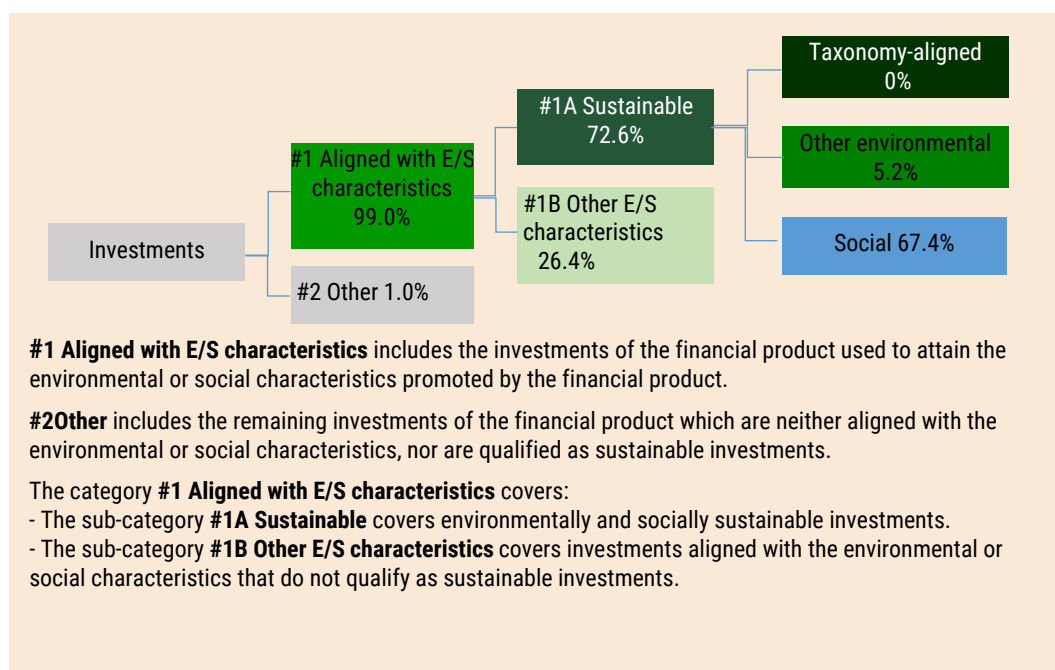 Investments
#1 Aligned with E/S
characteristics
99.0%
#2 Other 1.0%
#1A Sustainable
72.6%
#1B Other E/S
characteristics
26.4%
Taxonomy-aligned
0%
Other environmental
5.2%
Social 67.4%
#1 Aligned with E/S characteristics includes the investments of the financial product used to attain the
environmental or social characteristics promoted by the financial product.
#2Other includes the remaining investments of the financial product which are neither aligned with the
environmental or social characteristics, nor are qualified as sustainable investments.
The category #1 Aligned with E/S characteristics covers:
- The sub-category #1A Sustainable covers environmentally and socially sustainable investments.
- The sub-category #1B Other E/S characteristics covers investments aligned with the environmental or
social characteristics that do not qualify as sustainable investments.